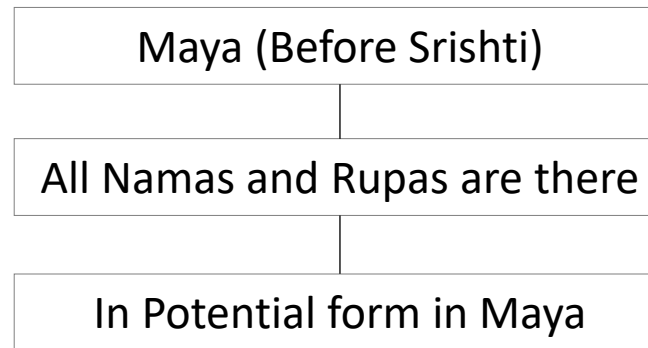 Maya (Before Srishti)
All Namas and Rupas are there
In Potential form in Maya